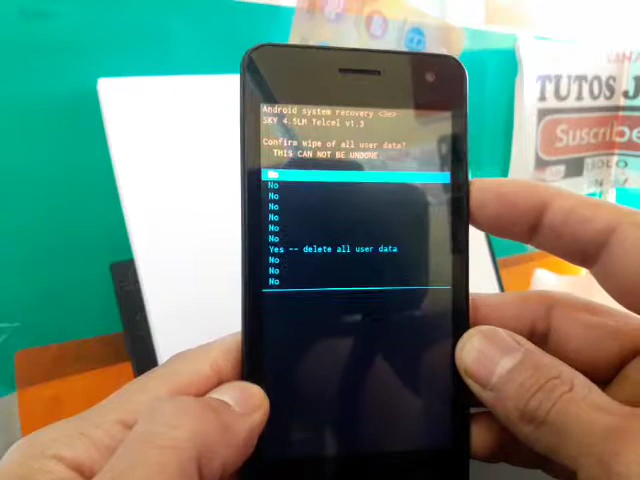 Android system recovery <3e>
SKY 4.5LM Telcel v1.3
Confirm wipe of all user data?
THIS CAN NOT BE UNDONE.
No
No
No
No
No
No
No
Yes -- delete all user data
No
No
No
TUTOS J
Suscribe